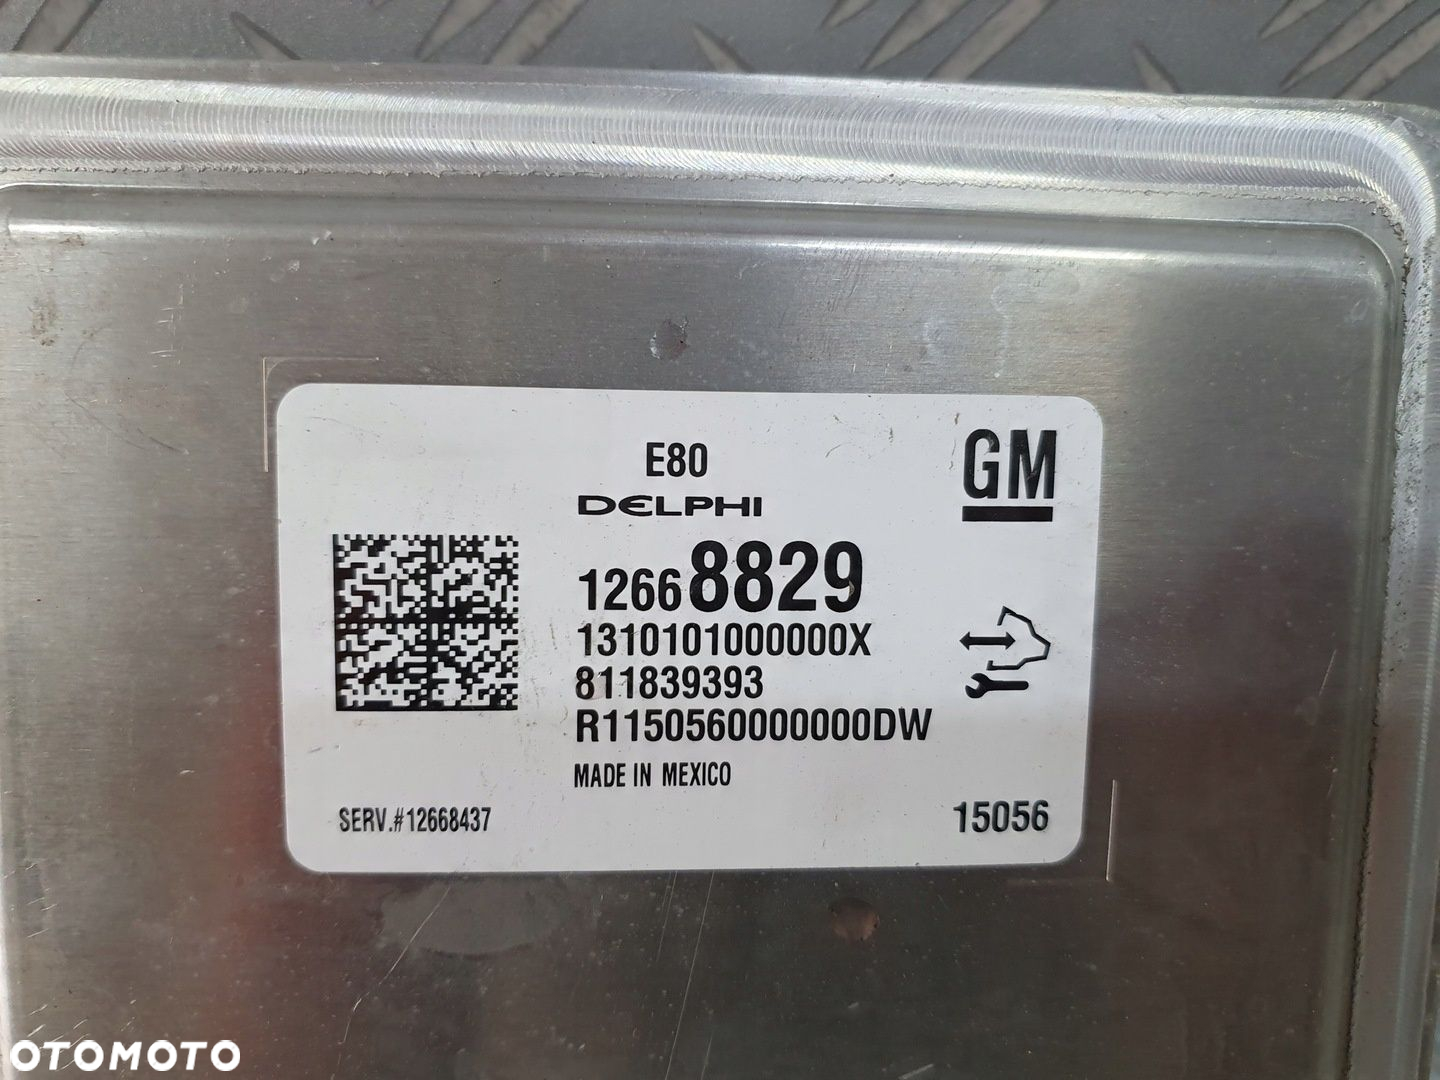 E80
DELPHI
GM
12668829
1310101000000X
811839393
R1150560000000DW
MADE IN MEXICO
SERV.#12668437
15056
OTOMOTO